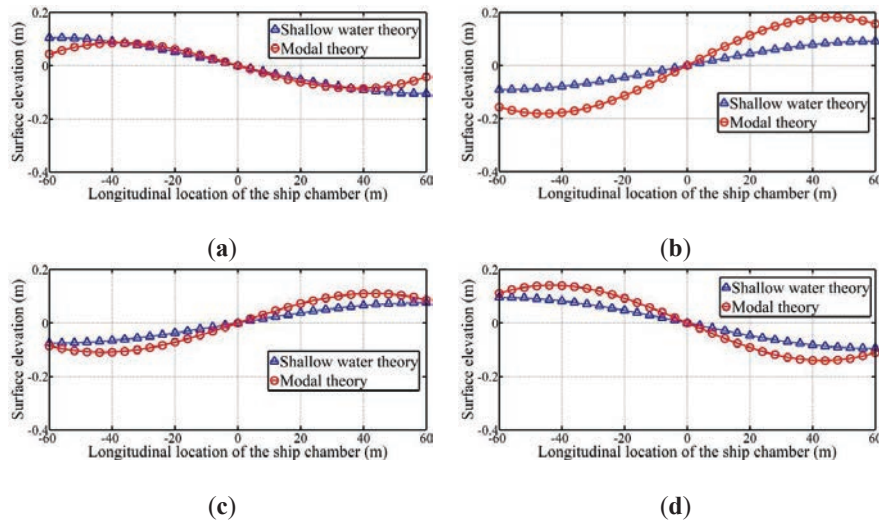 Surface elevation (m)
0.2
0
-0.2
-0.4
Shallow water theory
Modal theory
-60 -40 -20 0 20 40 60
Longitudinal location of the ship chamber (m)
(a)
Surface elevation (m)
0.2
0
-0.2
-0.4
Shallow water theory
Modal theory
-60 -40 -20 0 20 40 60
Longitudinal location of the ship chamber (m)
(b)
Surface elevation (m)
0.2
0
-0.2
-0.4
Shallow water theory
Modal theory
-60 -40 -20 0 20 40 60
Longitudinal location of the ship chamber (m)
(c)
Surface elevation (m)
0.2
0
-0.2
-0.4
Shallow water theory
Modal theory
-60 -40 -20 0 20 40 60
Longitudinal location of the ship chamber (m)
(d)